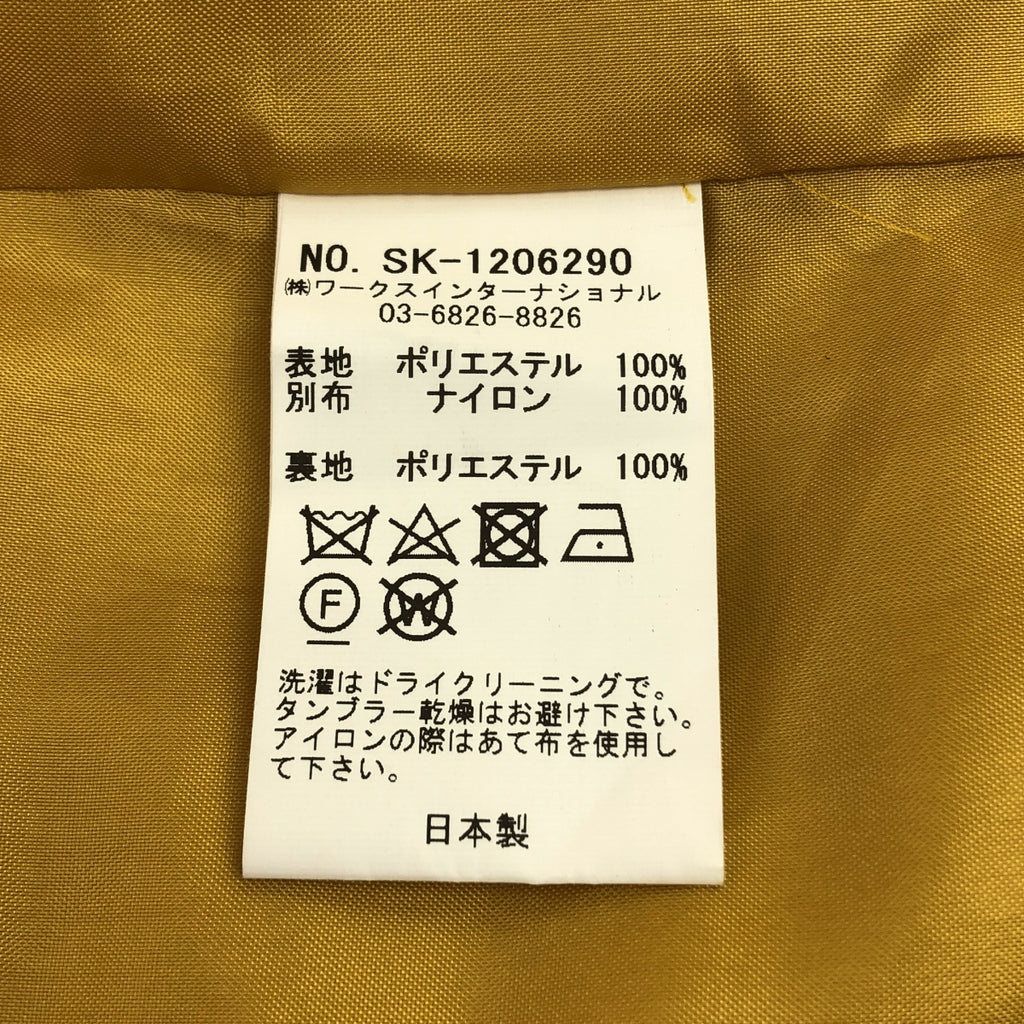 NO. SK-1206290
㈱ワークスインターナショナル
03-6826-8826
表地 ポリエステル 100%
別布 ナイロン 100%
裏地 ポリエステル 100%
F W
洗濯はドライクリーニングで。
タンブラー乾燥はお避け下さい。
アイロンの際はあて布を使用し
て下さい。
日本製